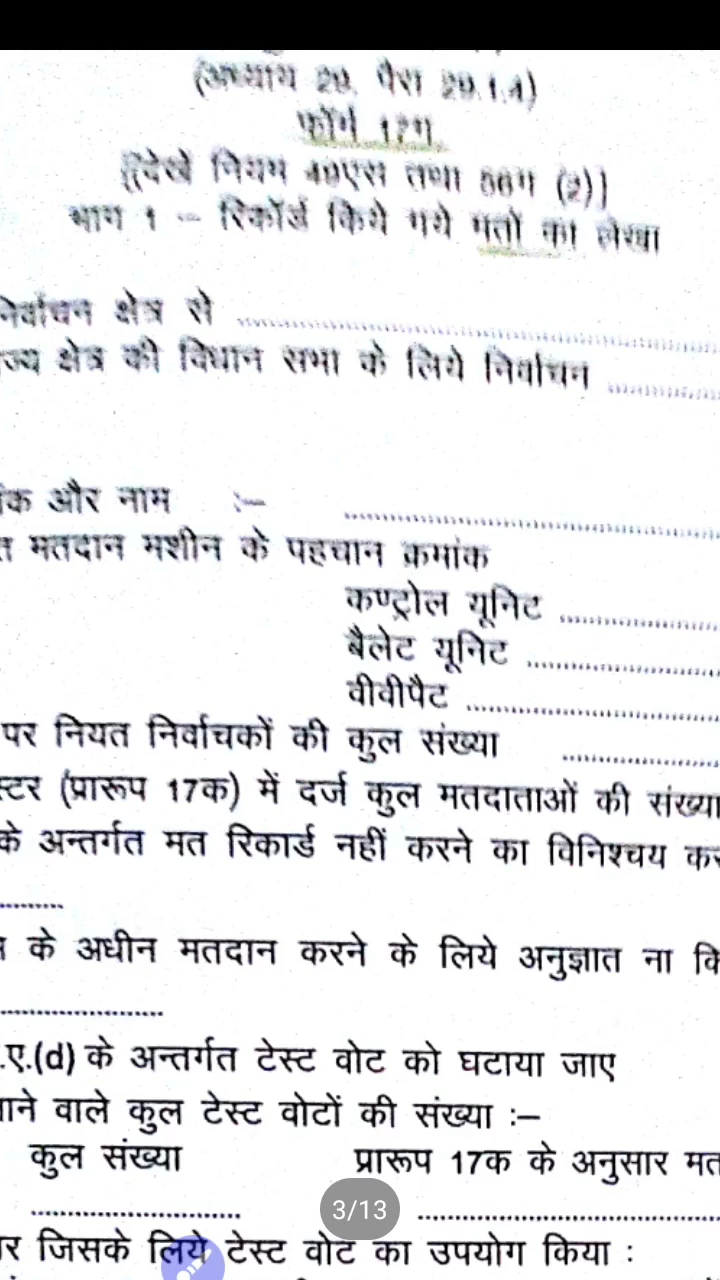 (अध्याय 29, पैरा 29.1.4)
फॉर्म 17ग
[देखें नियम 49एस तथा 56ग (2)]
भाग 1 – रिकॉर्ड किये गये मतों का लेखा
निर्वाचन क्षेत्र से ..............................
ज्य क्षेत्र की विधान सभा के लिये निर्वाचन ..............
ंक और नाम :– ..............................
त मतदान मशीन के पहचान क्रमांक
कण्ट्रोल यूनिट ..............
बैलेट यूनिट ..............
वीवीपैट ..............
पर नियत निर्वाचकों की कुल संख्या ..............
स्टर (प्रारूप 17क) में दर्ज कुल मतदाताओं की संख्या
के अन्तर्गत मत रिकार्ड नहीं करने का विनिश्चय कर
..........
के अधीन मतदान करने के लिये अनुज्ञात ना कि
......................
.ए.(d) के अन्तर्गत टेस्ट वोट को घटाया जाए
ाने वाले कुल टेस्ट वोटों की संख्या :–
कुल संख्या प्रारूप 17क के अनुसार मत
.............................. ..............................
3/13
र जिसके लिये टेस्ट वोट का उपयोग किया :